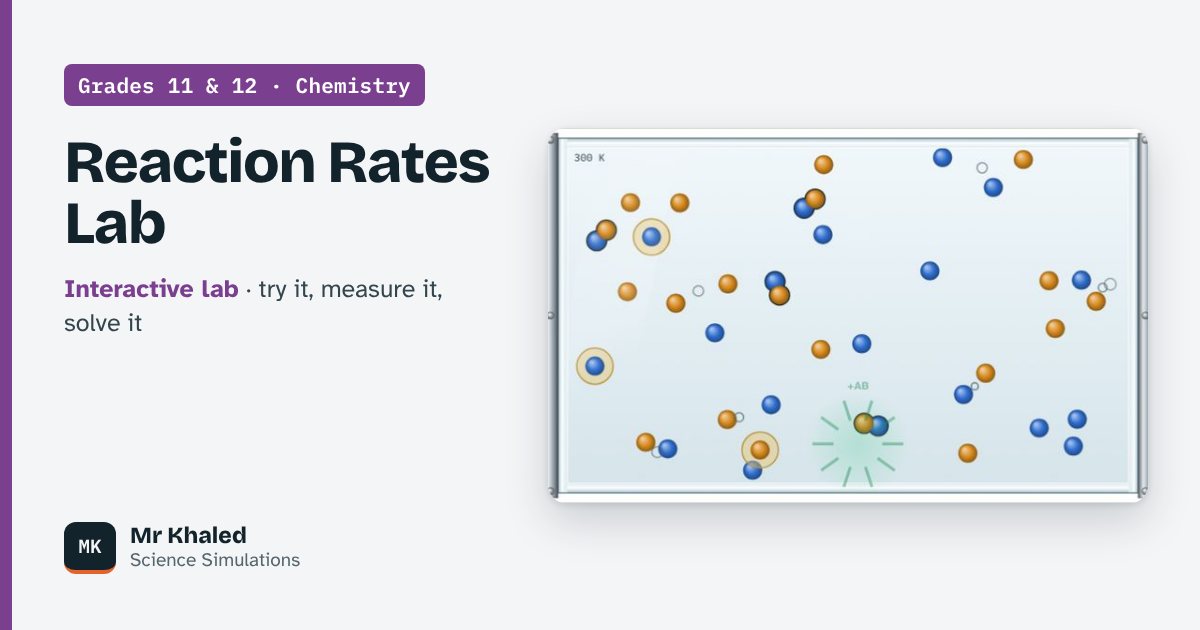 Grades 11 & 12 · Chemistry
Reaction Rates
Lab
Interactive lab · try it, measure it,
solve it
300 K
+AB
MK
Mr Khaled
Science Simulations